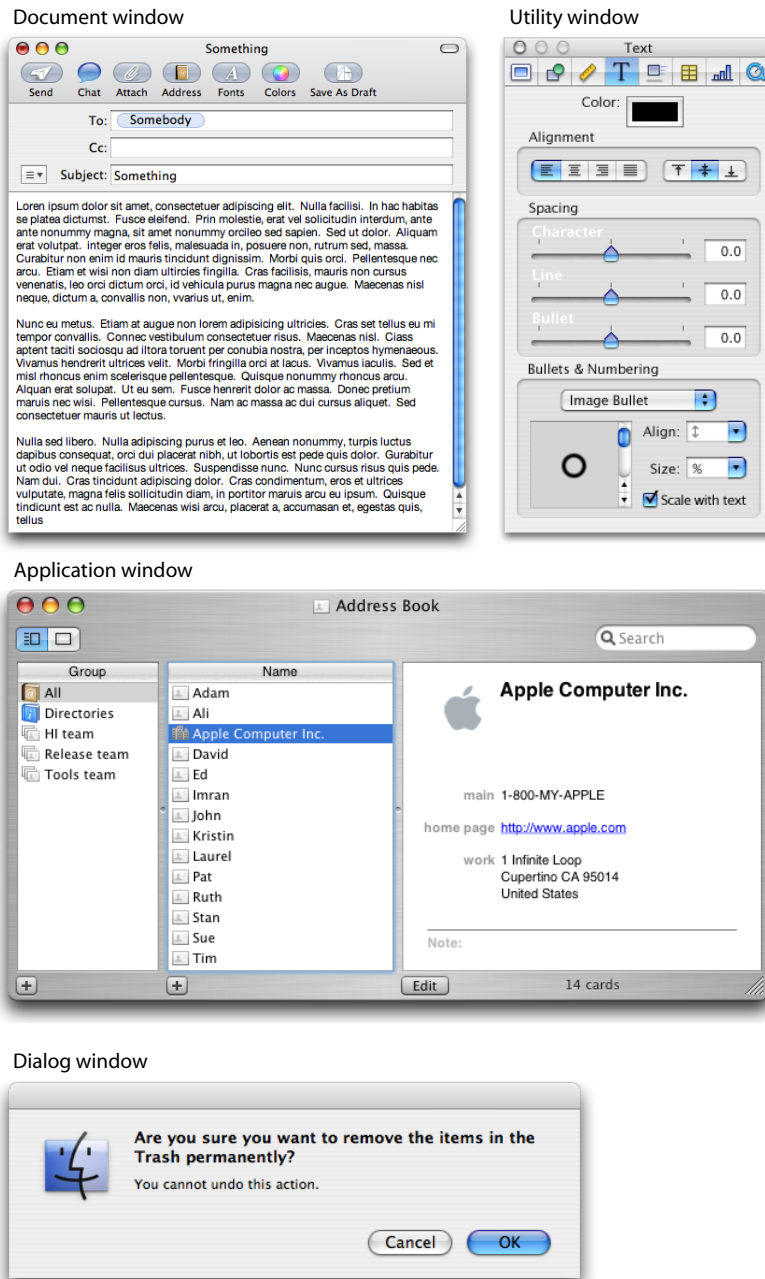 Document window
Something
Send Chat Attach Address Fonts Colors Save As Draft
To: Somebody
Cc:
Subject: Something
Lorem ipsum dolor sit amet, consectetuer adipiscing elit. Nulla facilisi. In hac habitas
se platea dictumst. Fusce eleifend. Prin molestie, erat vel solicitudin interdum, ante
ante nonummy magna, sit amet nonummy orcileo sed sapien. Sed ut dolor. Aliquam
erat volutpat. integer eros felis, malesuada in, posuere non, rutrum sed, massa.
Curabitur non enim id mauris tincidunt dignissim. Morbi quis orci. Pellentesque nec
arcu. Etiam et wisi non diam ultircies fingilla. Cras facilisis, mauris non cursus
venenatis, leo orci dictum orci, id vehicula purus magna nec augue. Maecenas nisl
neque, dictum a, convallis non, vvarius ut, enim.
Nunc eu metus. Etiam at augue non lorem adipisicing ultricies. Cras set tellus eu mi
tempor convallis. Connec vestibulum consectetuer risus. Maecenas nisl. Ciass
aptent taciti sociosqu ad iltora toruent per conubia nostra, per inceptos hymenaeous.
Vivamus hendrerit ultrices velit. Morbi fringilla orci at lacus. Vivamus iaculis. Sed et
misl rhoncus enim scelerisque pellentesque. Quisque nonummy rhoncus arcu.
Alquan erat solupat. Ut eu sem. Fusce henrerit dolor ac massa. Donec pretium
maruis nec wisi. Pellentesque cursus. Nam ac massa ac dui cursus aliquet. Sed
consectetuer mauris ut lectus.
Nulla sed libero. Nulla adipiscing purus et leo. Aenean nonummy, turpis luctus
dapibus consequat, orci dui placerat nibh, ut lobortis est pede quis dolor. Gurabitur
ut odio vel neque facilisus ultrices. Suspendisse nunc. Nunc cursus risus quis pede.
Nam dui. Cras tincidunt adipiscing dolor. Cras condimentum, eros et ultrices
vulputate, magna felis sollicitudin diam, in portitor maruis arcu eu ipsum. Quisque
tindicunt est ac nulla. Maecenas wisi arcu, placerat a, accumasan et, egestas quis,
tellus
Utility window
Text
T
Color:
Alignment
Spacing
Character
0.0
Line
0.0
Bullet
0.0
Bullets & Numbering
Image Bullet
Align:
Size: %
Scale with text
Application window
Address Book
Search
Group
All
Directories
HI team
Release team
Tools team
Name
Adam
Ali
Apple Computer Inc.
David
Ed
Imran
John
Kristin
Laurel
Pat
Ruth
Stan
Sue
Tim
Apple Computer Inc.
main 1-800-MY-APPLE
home page http://www.apple.com
work 1 Infinite Loop
Cupertino CA 95014
United States
Note:
Edit
14 cards
Dialog window
Are you sure you want to remove the items in the
Trash permanently?
You cannot undo this action.
Cancel OK